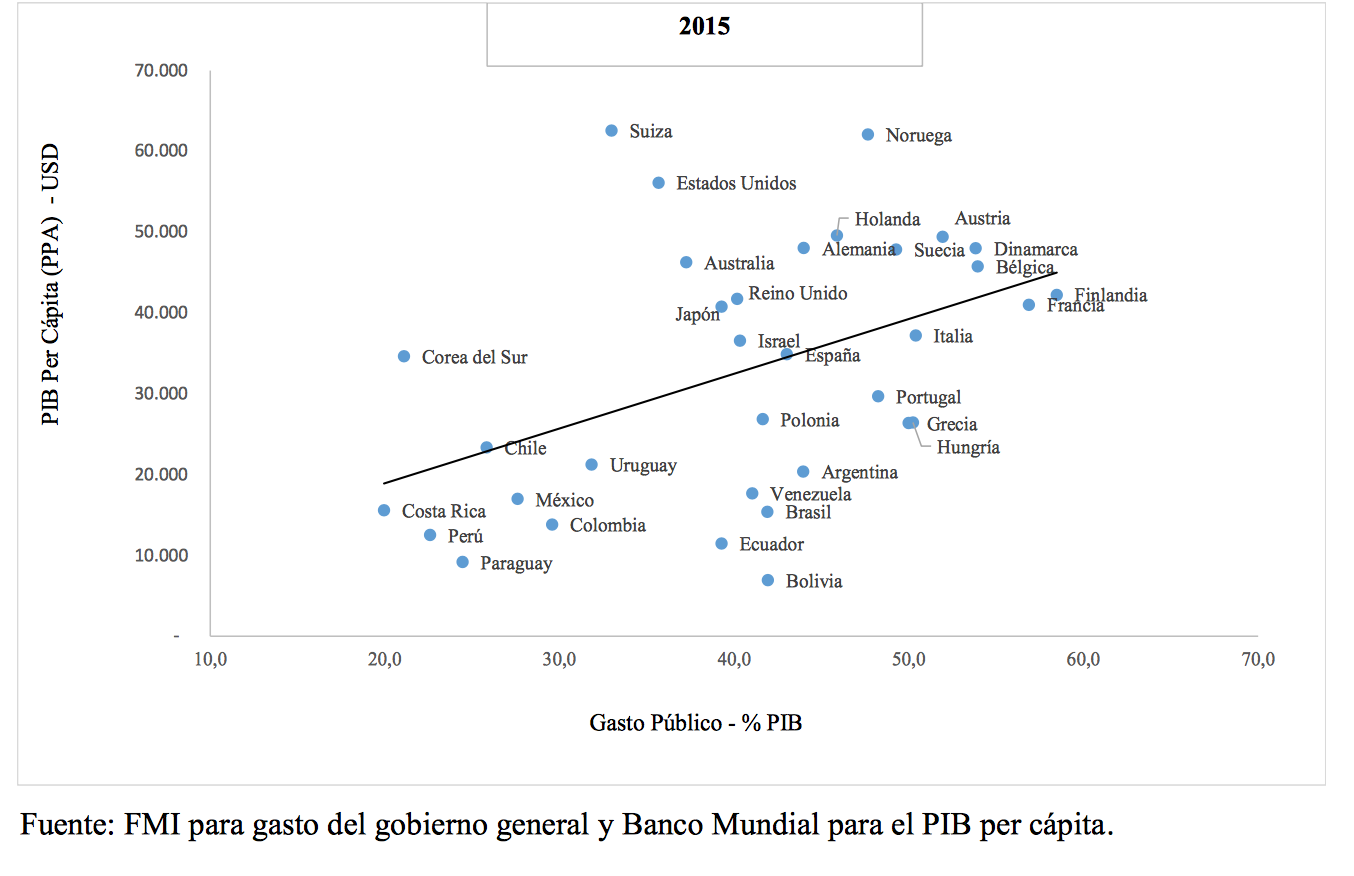 2015
70.000
60.000
50.000
40.000
30.000
20.000
10.000
-
PIB Per Cápita (PPA) - USD
Suiza
Noruega
Estados Unidos
Holanda
Austria
Alemania
Suecia
Dinamarca
Australia
Bélgica
Reino Unido
Finlandia
Francia
Japón
Israel
Italia
España
Corea del Sur
Portugal
Polonia
Grecia
Hungría
Chile
Uruguay
Argentina
México
Venezuela
Costa Rica
Brasil
Colombia
Perú
Ecuador
Paraguay
Bolivia
10,0 20,0 30,0 40,0 50,0 60,0 70,0
Gasto Público - % PIB
Fuente: FMI para gasto del gobierno general y Banco Mundial para el PIB per cápita.